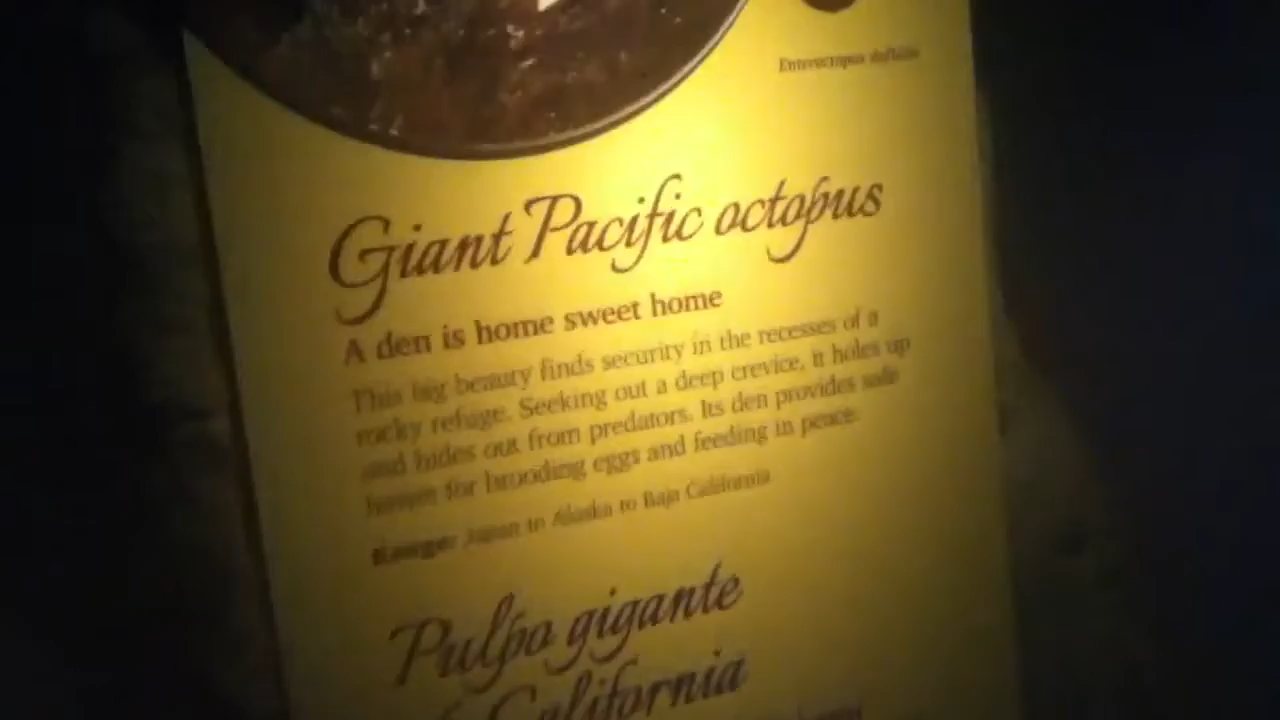 Enteroctopus dofleini
Giant Pacific octopus
A den is home sweet home
This big beauty finds security in the recesses of a
rocky refuge. Seeking out a deep crevice, it holes up
and hides out from predators. Its den provides safe
haven for brooding eggs and feeding in peace.
Range: Japan to Alaska to Baja California
Pulpo gigante
California